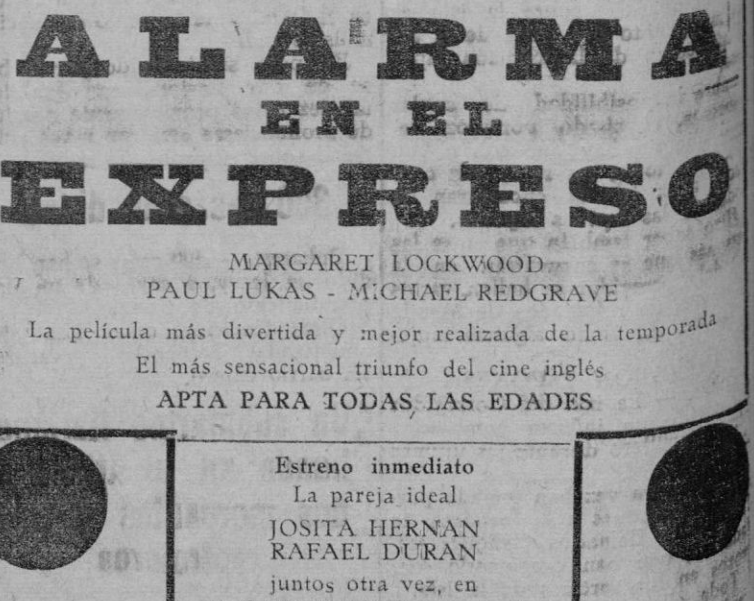 ALARMA
EN EL
EXPRESO
MARGARET LOCKWOOD
PAUL LUKAS - MICHAEL REDGRAVE
La película más divertida y mejor realizada de la temporada
El más sensacional triunfo del cine inglés
APTA PARA TODAS LAS EDADES
Estreno inmediato
La pareja ideal
JOSITA HERNAN
RAFAEL DURAN
juntos otra vez, en